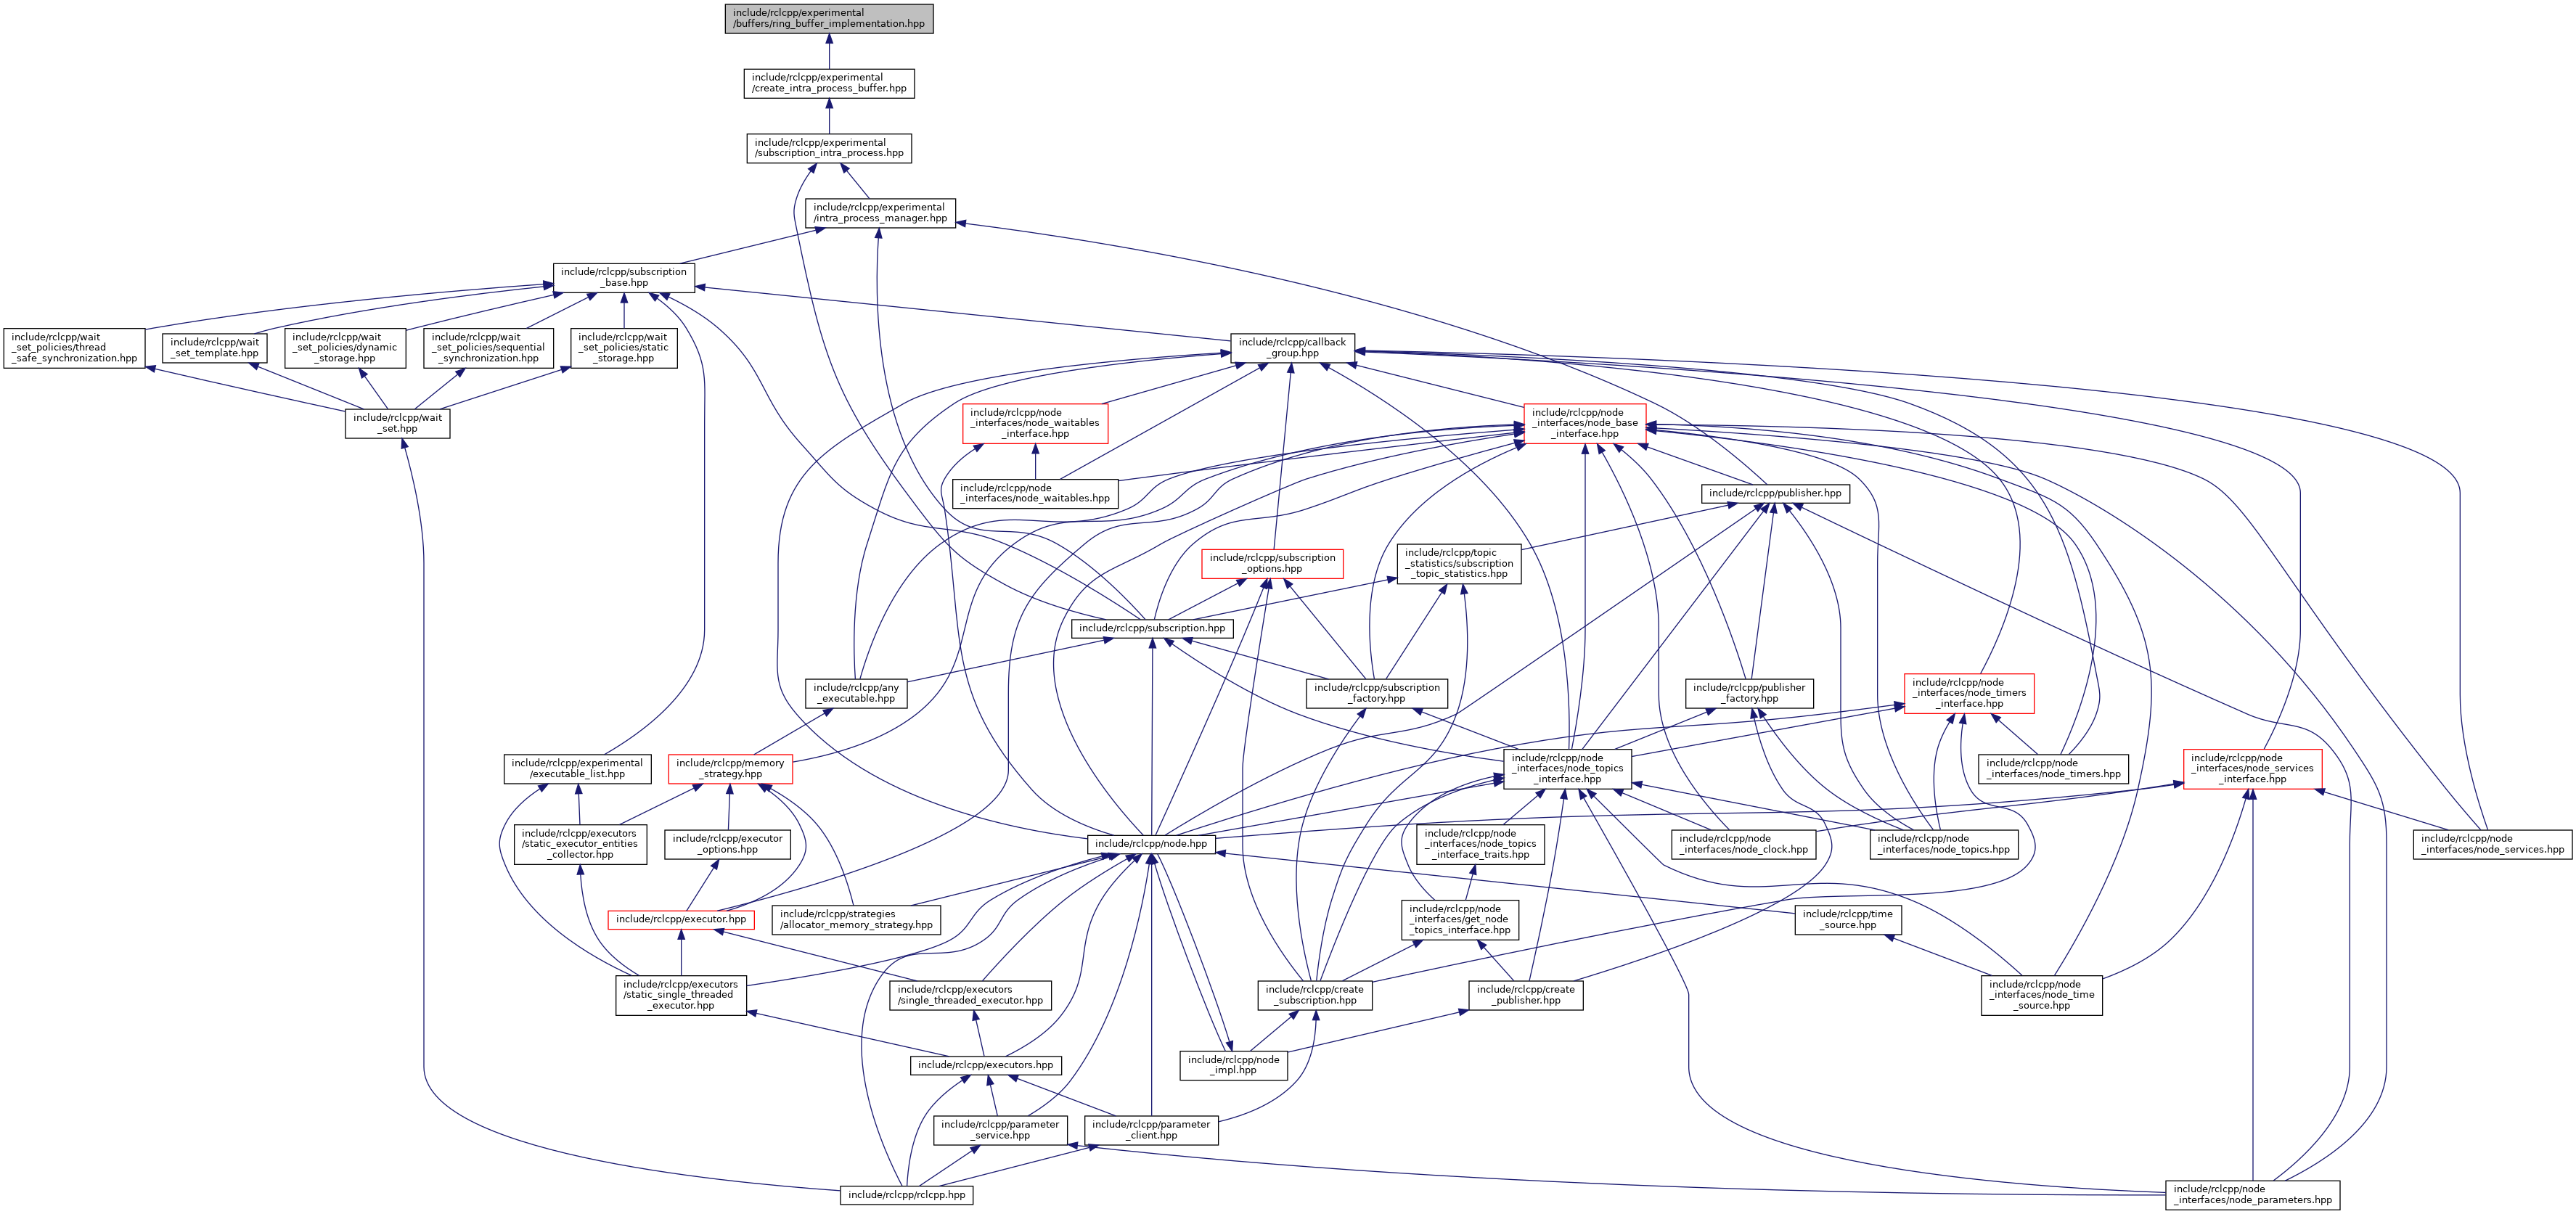 include/rclcpp/experimental
/buffers/ring_buffer_implementation.hpp
include/rclcpp/experimental
/create_intra_process_buffer.hpp
include/rclcpp/experimental
/subscription_intra_process.hpp
include/rclcpp/experimental
/intra_process_manager.hpp
include/rclcpp/subscription
_base.hpp
include/rclcpp/wait
_set_policies/thread
_safe_synchronization.hpp
include/rclcpp/wait
_set_template.hpp
include/rclcpp/wait
_set_policies/dynamic
_storage.hpp
include/rclcpp/wait
_set_policies/sequential
_synchronization.hpp
include/rclcpp/wait
_set_policies/static
_storage.hpp
include/rclcpp/callback
_group.hpp
include/rclcpp/wait
_set.hpp
include/rclcpp/node
_interfaces/node_waitables
_interface.hpp
include/rclcpp/node
_interfaces/node_base
_interface.hpp
include/rclcpp/node
_interfaces/node_waitables.hpp
include/rclcpp/publisher.hpp
include/rclcpp/subscription
_options.hpp
include/rclcpp/topic
_statistics/subscription
_topic_statistics.hpp
include/rclcpp/subscription.hpp
include/rclcpp/any
_executable.hpp
include/rclcpp/subscription
_factory.hpp
include/rclcpp/publisher
_factory.hpp
include/rclcpp/node
_interfaces/node_timers
_interface.hpp
include/rclcpp/experimental
/executable_list.hpp
include/rclcpp/memory
_strategy.hpp
include/rclcpp/node
_interfaces/node_topics
_interface.hpp
include/rclcpp/node
_interfaces/node_timers.hpp
include/rclcpp/node
_interfaces/node_services
_interface.hpp
include/rclcpp/executors
/static_executor_entities
_collector.hpp
include/rclcpp/executor
_options.hpp
include/rclcpp/node.hpp
include/rclcpp/node
_interfaces/node_topics
_interface_traits.hpp
include/rclcpp/node
_interfaces/node_clock.hpp
include/rclcpp/node
_interfaces/node_topics.hpp
include/rclcpp/node
_interfaces/node_services.hpp
include/rclcpp/executor.hpp
include/rclcpp/strategies
/allocator_memory_strategy.hpp
include/rclcpp/node
_interfaces/get_node
_topics_interface.hpp
include/rclcpp/time
_source.hpp
include/rclcpp/executors
/static_single_threaded
_executor.hpp
include/rclcpp/executors
/single_threaded_executor.hpp
include/rclcpp/create
_subscription.hpp
include/rclcpp/create
_publisher.hpp
include/rclcpp/node
_interfaces/node_time
_source.hpp
include/rclcpp/executors.hpp
include/rclcpp/node
_impl.hpp
include/rclcpp/parameter
_service.hpp
include/rclcpp/parameter
_client.hpp
include/rclcpp/rclcpp.hpp
include/rclcpp/node
_interfaces/node_parameters.hpp